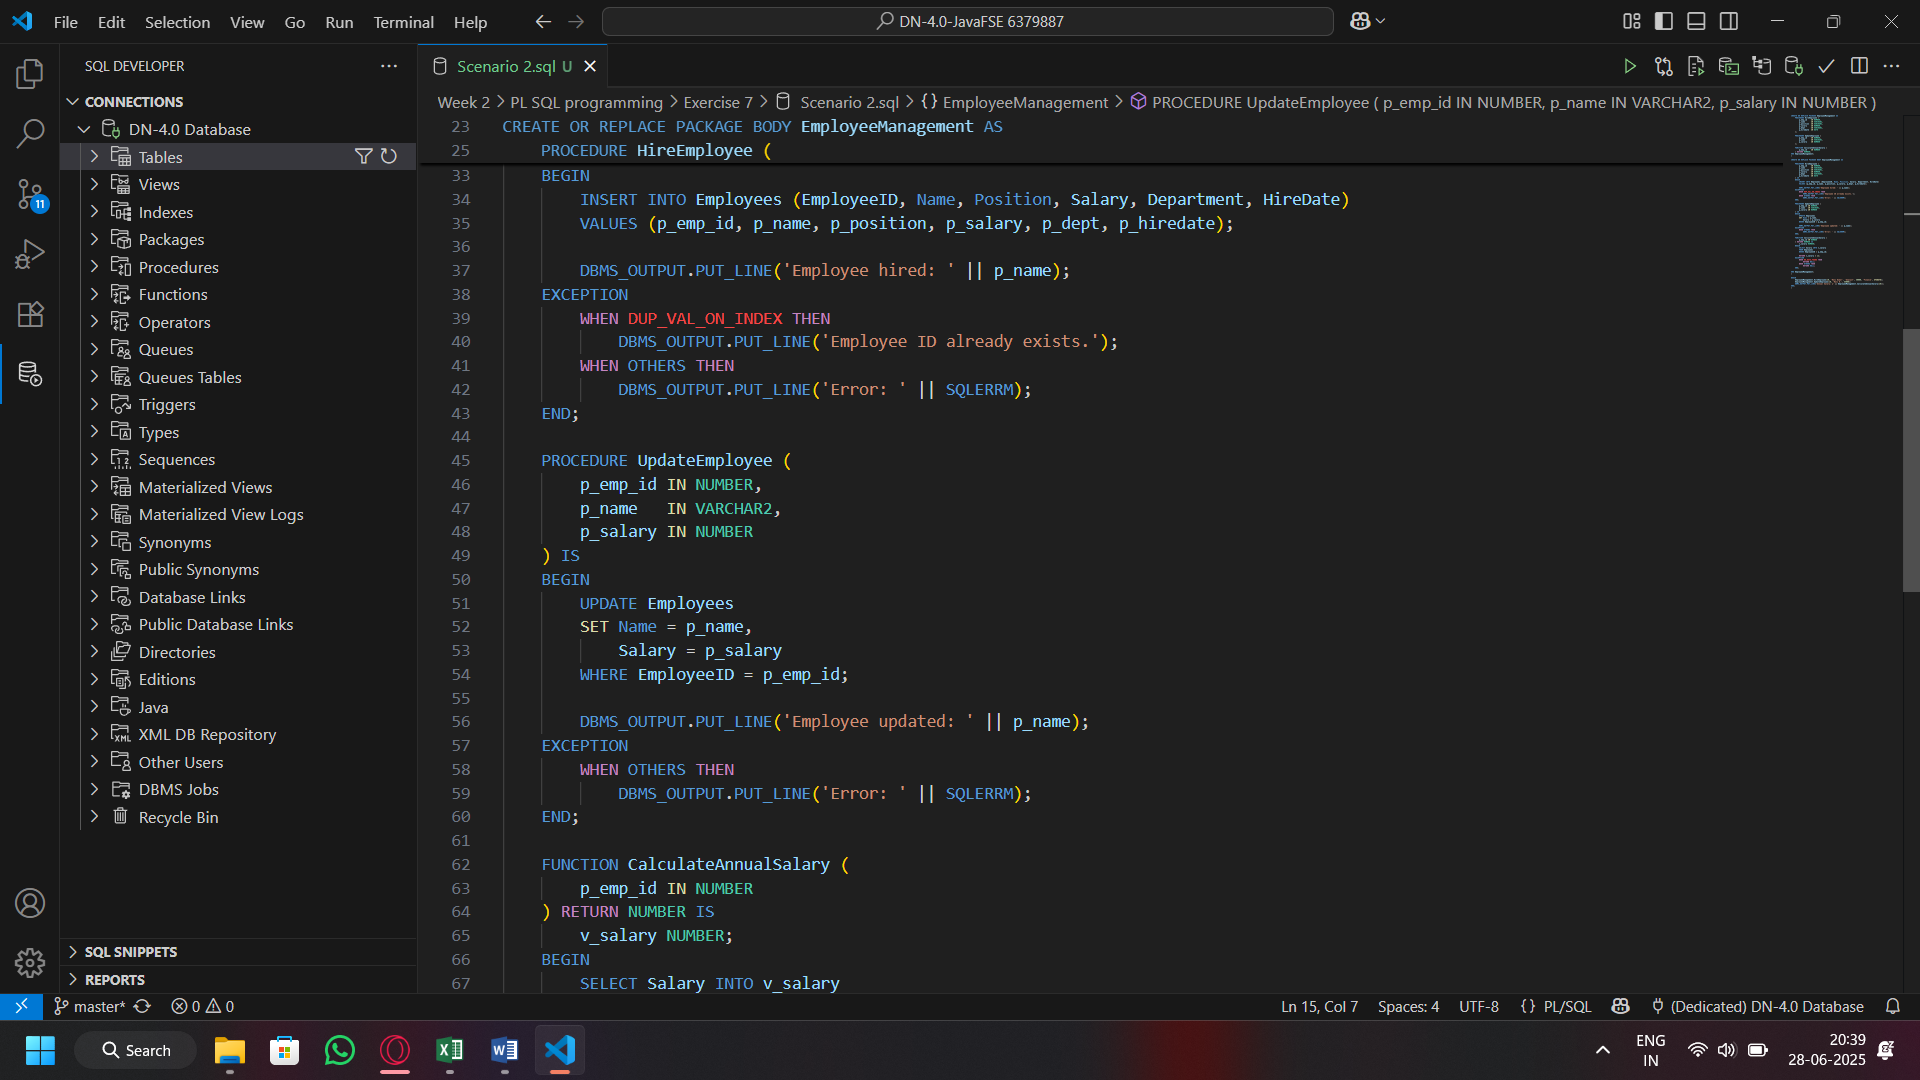 File Edit Selection View Go Run Terminal Help
DN-4.0-JavaFSE 6379887
SQL DEVELOPER
Scenario 2.sql U
Week 2 > PL SQL programming > Exercise 7 > Scenario 2.sql > {} EmployeeManagement > PROCEDURE UpdateEmployee ( p_emp_id IN NUMBER, p_name IN VARCHAR2, p_salary IN NUMBER )
CONNECTIONS
DN-4.0 Database
Tables
Views
Indexes
Packages
Procedures
Functions
Operators
Queues
Queues Tables
Triggers
Types
Sequences
Materialized Views
Materialized View Logs
Synonyms
Public Synonyms
Database Links
Public Database Links
Directories
Editions
Java
XML DB Repository
Other Users
DBMS Jobs
Recycle Bin
SQL SNIPPETS
REPORTS
11
23 CREATE OR REPLACE PACKAGE BODY EmployeeManagement AS
25 PROCEDURE HireEmployee (
33 BEGIN
34 INSERT INTO Employees (EmployeeID, Name, Position, Salary, Department, HireDate)
35 VALUES (p_emp_id, p_name, p_position, p_salary, p_dept, p_hiredate);
36
37 DBMS_OUTPUT.PUT_LINE('Employee hired: ' || p_name);
38 EXCEPTION
39 WHEN DUP_VAL_ON_INDEX THEN
40 DBMS_OUTPUT.PUT_LINE('Employee ID already exists.');
41 WHEN OTHERS THEN
42 DBMS_OUTPUT.PUT_LINE('Error: ' || SQLERRM);
43 END;
44
45 PROCEDURE UpdateEmployee (
46 p_emp_id IN NUMBER,
47 p_name   IN VARCHAR2,
48 p_salary IN NUMBER
49 ) IS
50 BEGIN
51 UPDATE Employees
52 SET Name = p_name,
53 Salary = p_salary
54 WHERE EmployeeID = p_emp_id;
55
56 DBMS_OUTPUT.PUT_LINE('Employee updated: ' || p_name);
57 EXCEPTION
58 WHEN OTHERS THEN
59 DBMS_OUTPUT.PUT_LINE('Error: ' || SQLERRM);
60 END;
61
62 FUNCTION CalculateAnnualSalary (
63 p_emp_id IN NUMBER
64 ) RETURN NUMBER IS
65 v_salary NUMBER;
66 BEGIN
67 SELECT Salary INTO v_salary
master* 0 0
Ln 15, Col 7 Spaces: 4 UTF-8 {} PL/SQL (Dedicated) DN-4.0 Database
Search
ENG
IN
20:39
28-06-2025